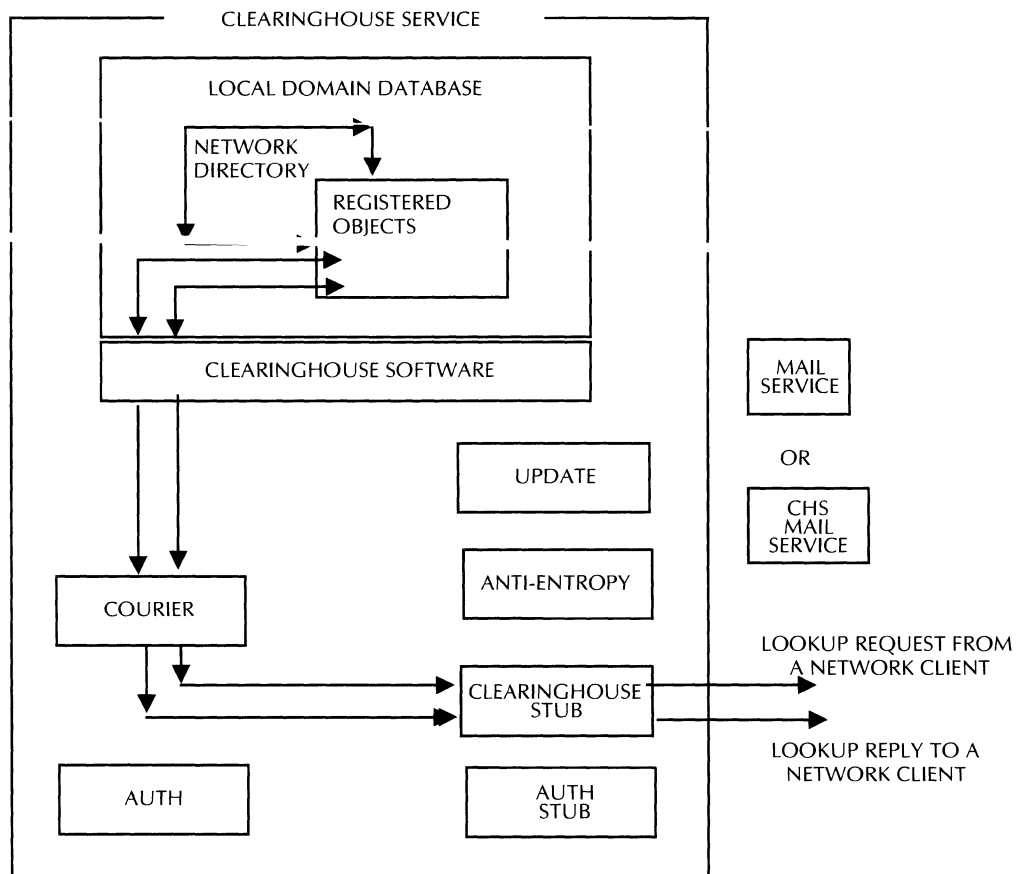 CLEARINGHOUSE SERVICE
LOCAL DOMAIN DATABASE
NETWORK
DIRECTORY
REGISTERED
OBJECTS
CLEARINGHOUSE SOFTWARE
MAIL
SERVICE
OR
CHS
MAIL
SERVICE
UPDATE
ANTI-ENTROPY
COURIER
LOOKUP REQUEST FROM
A NETWORK CLIENT
CLEARINGHOUSE
STUB
LOOKUP REPLY TO A
NETWORK CLIENT
AUTH
AUTH
STUB